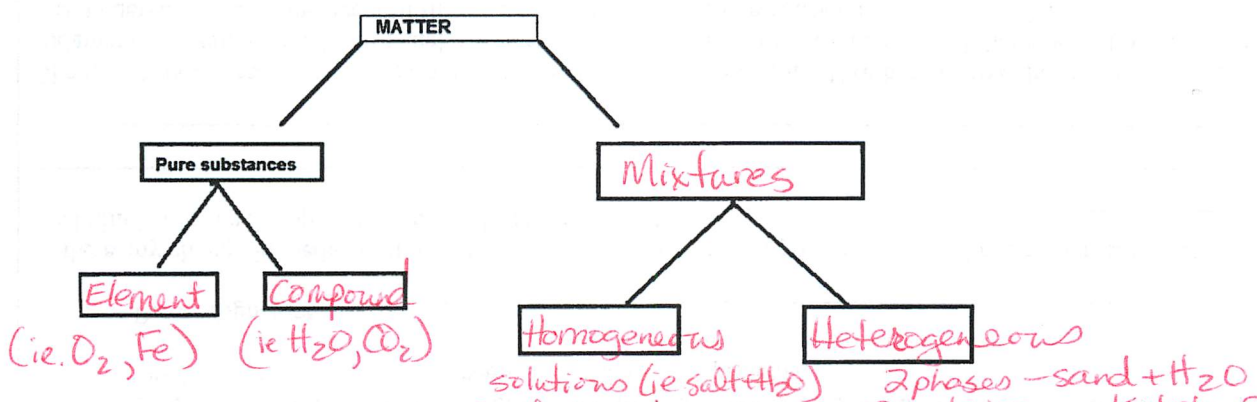 MATTER
Pure substances
Mixtures
Element
Compound
Homogeneous
Heterogeneous
(ie. O₂, Fe)
(ie H₂O, CO₂)
solutions (ie salt+H₂O)
2 phases - sand + H₂O